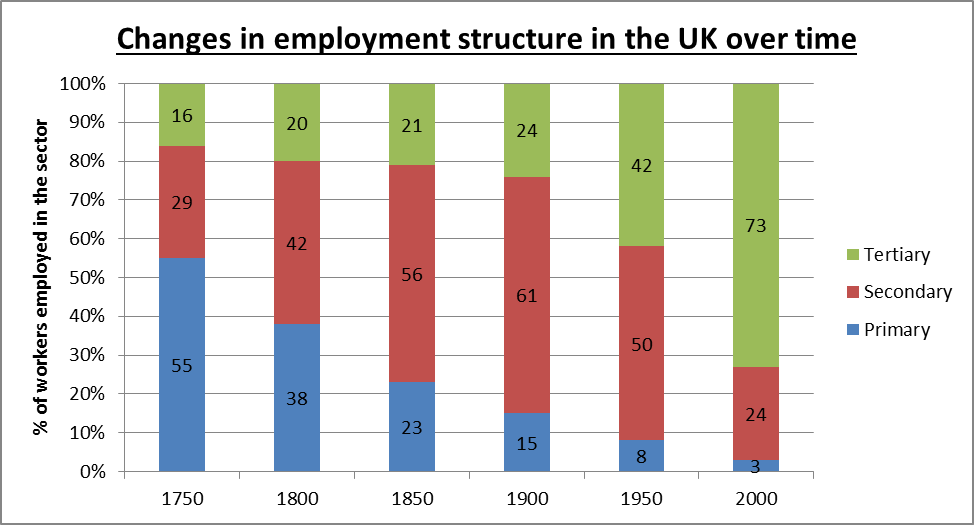 Changes in employment structure in the UK over time
% of workers employed in the sector
100%
90%
80%
70%
60%
50%
40%
30%
20%
10%
0%
16 20 21 24 42 73
29 42 56 61 50 24
55 38 23 15 8 3
1750 1800 1850 1900 1950 2000
Tertiary
Secondary
Primary